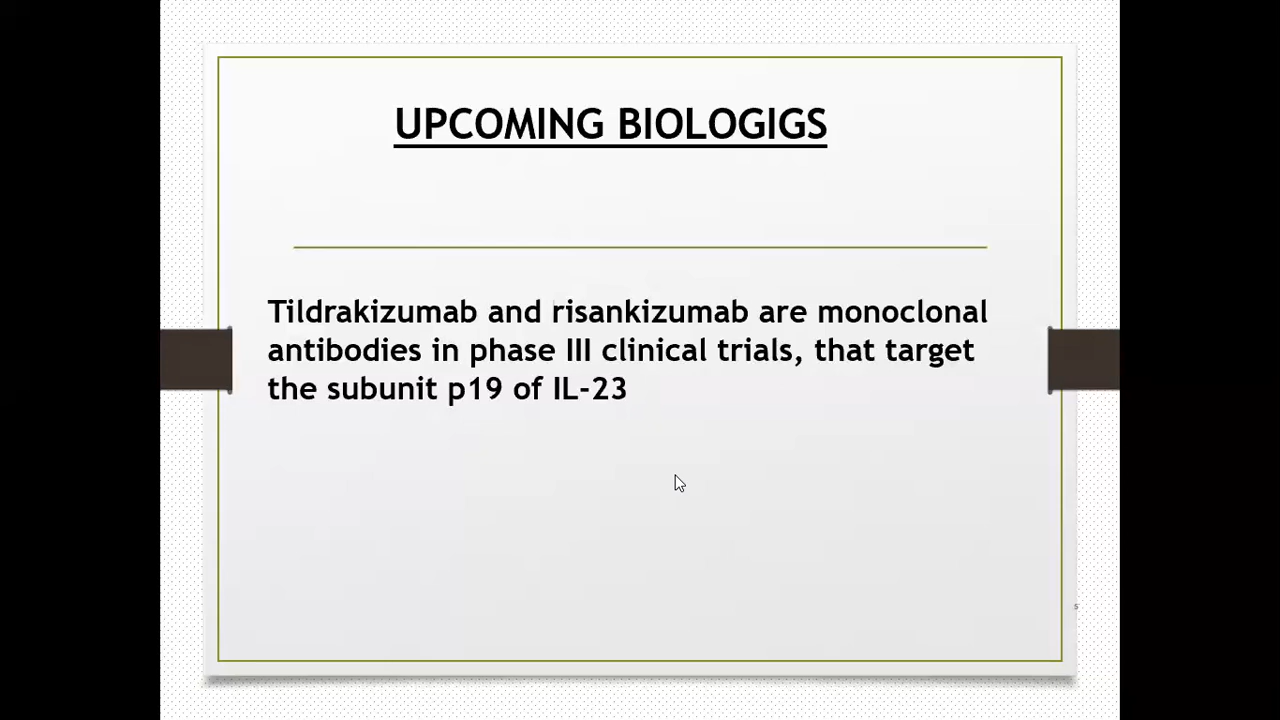 UPCOMING BIOLOGIGS
Tildrakizumab and risankizumab are monoclonal
antibodies in phase III clinical trials, that target
the subunit p19 of IL-23
s